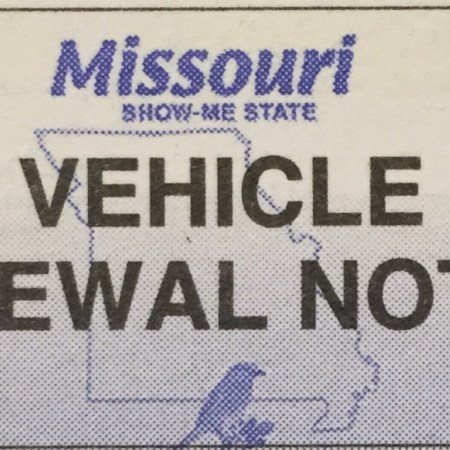 Missouri
SHOW-ME STATE
VEHICLE
EWAL NOT